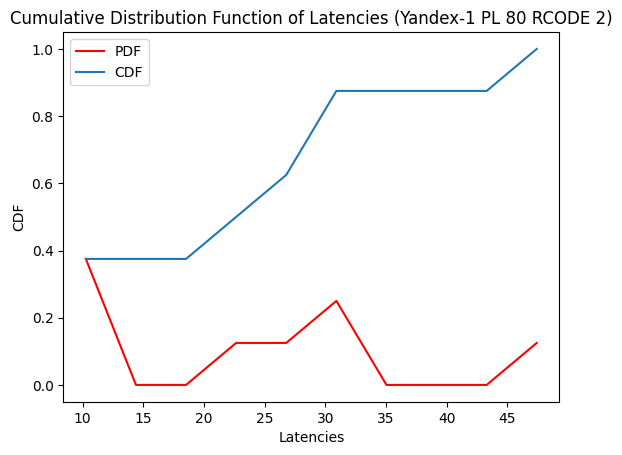 Cumulative Distribution Function of Latencies (Yandex-1 PL 80 RCODE 2)
PDF
CDF
1.0
0.8
0.6
0.4
0.2
0.0
CDF
10 15 20 25 30 35 40 45
Latencies